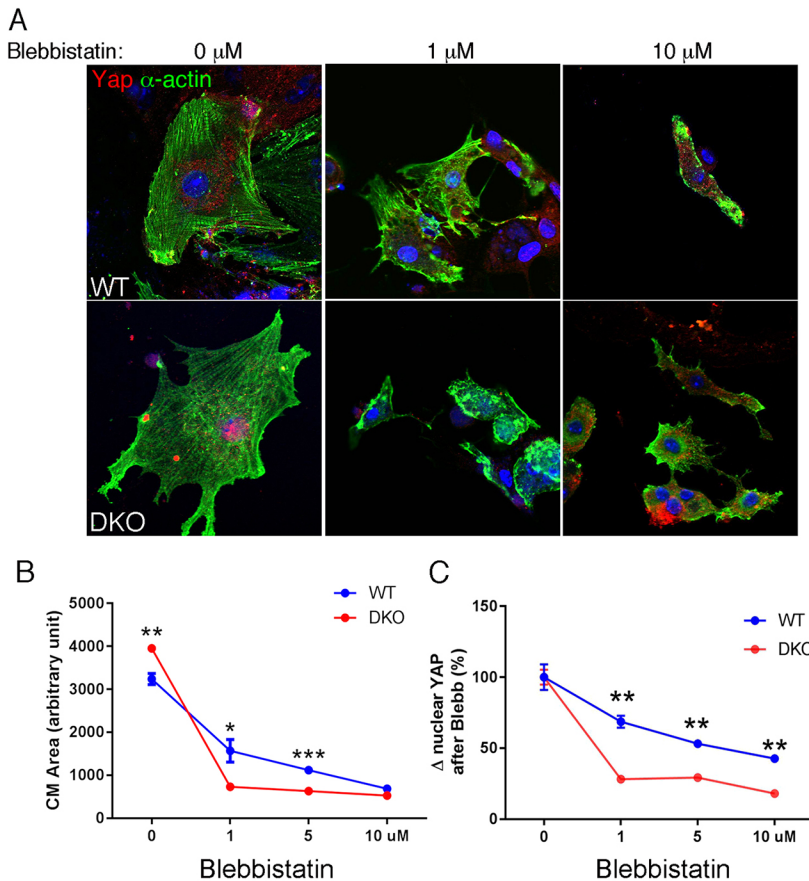 A
Blebbistatin: 0 μM 1 μM 10 μM
Yap α-actin
WT
DKO
B
WT
DKO
CM Area (arbitrary unit)
5000
4000
3000
2000
1000
0
**
*
***
0 1 5 10 uM
Blebbistatin
C
WT
DKO
Δ nuclear YAP
after Blebb (%)
150
100
50
0
**
**
**
0 1 5 10 uM
Blebbistatin